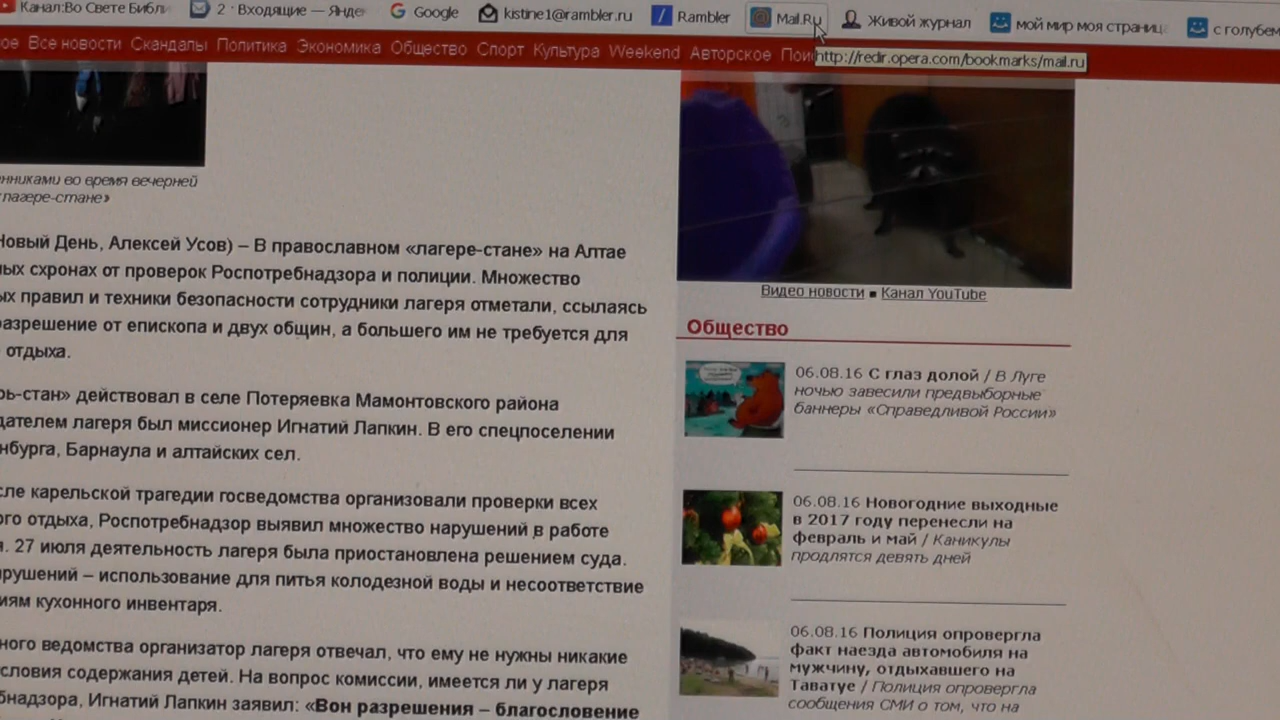 Канал:Во Свете Библ
2 · Входящие — Янде
Google
kistine1@rambler.ru
Rambler
Mail.Ru
Живой журнал
мой мир моя страниц
с голубем
ое Все новости Скандалы Политика Экономика Общество Спорт Культура Weekend Авторское Пои
http://redir.opera.com/bookmarks/mail.ru
нниками во время вечерней
«лагере-стане»
Новый День, Алексей Усов) – В православном «лагере-стане» на Алтае
ных схронах от проверок Роспотребнадзора и полиции. Множество
ых правил и техники безопасности сотрудники лагеря отметали, ссылаясь
разрешение от епископа и двух общин, а большего им не требуется для
отдыха.
рь-стан» действовал в селе Потеряевка Мамонтовского района
дателем лагеря был миссионер Игнатий Лапкин. В его спецпоселении
нбурга, Барнаула и алтайских сел.
сле карельской трагедии госведомства организовали проверки всех
ого отдыха, Роспотребнадзор выявил множество нарушений в работе
я. 27 июля деятельность лагеря была приостановлена решением суда.
арушений – использование для питья колодезной воды и несоответствие
иям кухонного инвентаря.
ного ведомства организатор лагеря отвечал, что ему не нужны никакие
словия содержания детей. На вопрос комиссии, имеется ли у лагеря
бнадзора, Игнатий Лапкин заявил: «Вон разрешения – благословение
Видео новости ■ Канал YouTube
Общество
06.08.16 С глаз долой / В Луге
ночью завесили предвыборные
баннеры «Справедливой России»
06.08.16 Новогодние выходные
в 2017 году перенесли на
февраль и май / Каникулы
продлятся девять дней
06.08.16 Полиция опровергла
факт наезда автомобиля на
мужчину, отдыхавшего на
Таватуе / Полиция опровергла
сообщения СМИ о том, что на